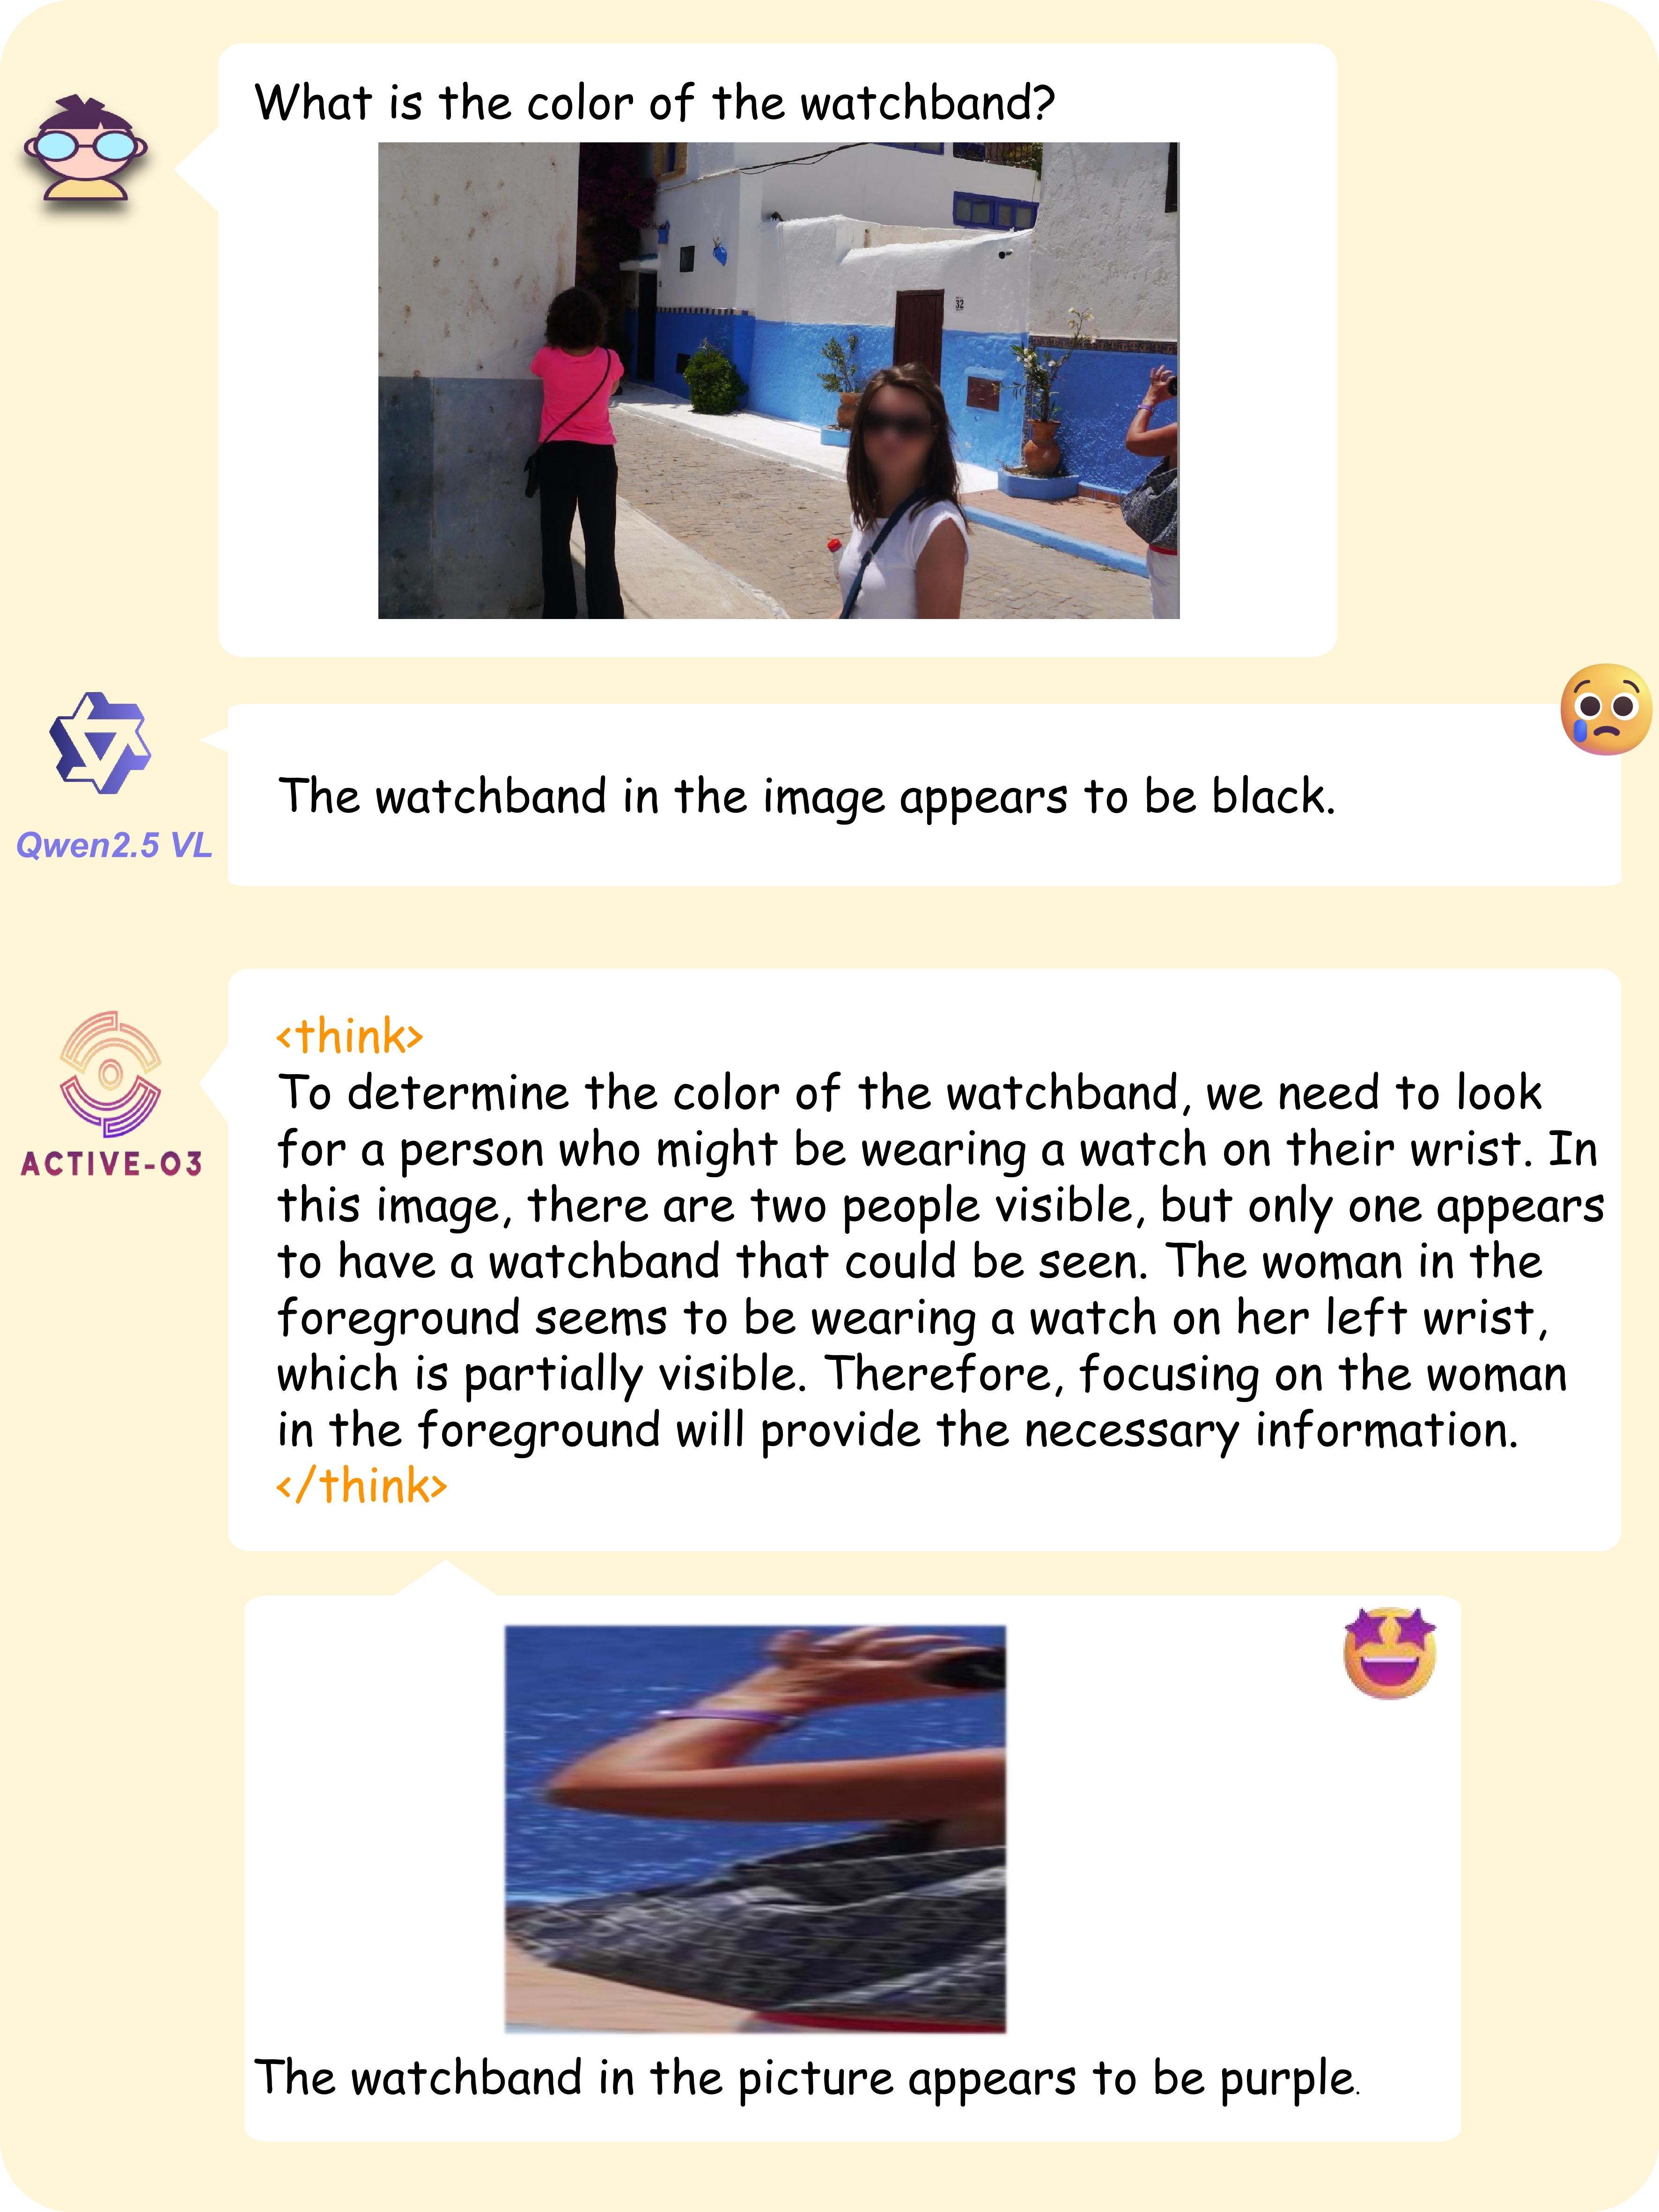 What is the color of the watchband?
32
The watchband in the image appears to be black.
Qwen2.5 VL
<think>
To determine the color of the watchband, we need to look
for a person who might be wearing a watch on their wrist. In
this image, there are two people visible, but only one appears
to have a watchband that could be seen. The woman in the
foreground seems to be wearing a watch on her left wrist,
which is partially visible. Therefore, focusing on the woman
in the foreground will provide the necessary information.
</think>
ACTIVE-O3
The watchband in the picture appears to be purple.